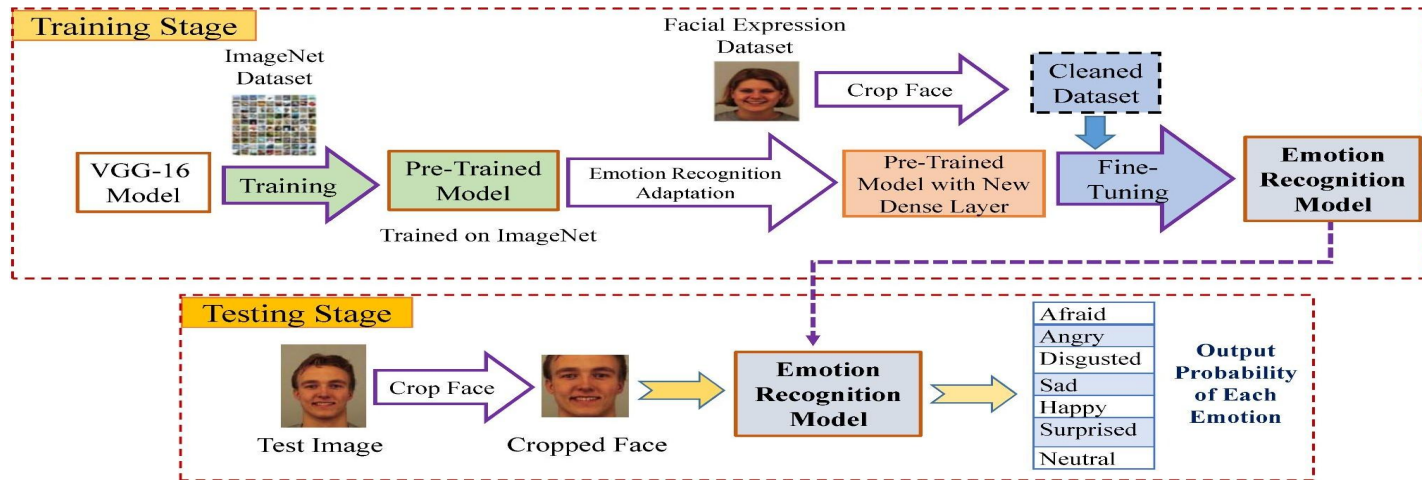 Training Stage
ImageNet
Dataset
Facial Expression
Dataset
Crop Face
Cleaned
Dataset
VGG-16
Model
Training
Pre-Trained
Model
Trained on ImageNet
Emotion Recognition
Adaptation
Pre-Trained
Model with New
Dense Layer
Fine-
Tuning
Emotion
Recognition
Model
Testing Stage
Test Image
Crop Face
Cropped Face
Emotion
Recognition
Model
Afraid
Angry
Disgusted
Sad
Happy
Surprised
Neutral
Output
Probability
of Each
Emotion